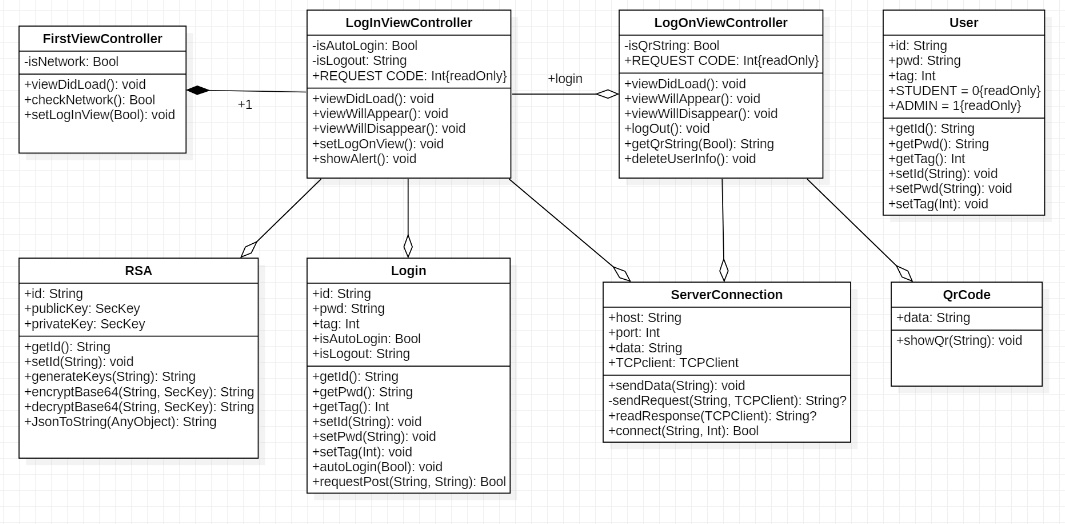 FirstViewController
-isNetwork: Bool
+viewDidLoad(): void
+checkNetwork(): Bool
+setLogInView(Bool): void
+1
LogInViewController
-isAutoLogin: Bool
-isLogout: String
+REQUEST CODE: Int{readOnly}
+viewDidLoad(): void
+viewWillAppear(): void
+viewWillDisappear(): void
+setLogOnView(): void
+showAlert(): void
+login
LogOnViewController
-isQrString: Bool
+REQUEST CODE: Int{readOnly}
+viewDidLoad(): void
+viewWillAppear(): void
+viewWillDisappear(): void
+logOut(): void
+getQrString(Bool): String
+deleteUserInfo(): void
User
+id: String
+pwd: String
+tag: Int
+STUDENT = 0{readOnly}
+ADMIN = 1{readOnly}
+getId(): String
+getPwd(): String
+getTag(): Int
+setId(String): void
+setPwd(String): void
+setTag(Int): void
RSA
+id: String
+publicKey: SecKey
+privateKey: SecKey
+getId(): String
+setId(String): void
+generateKeys(String): String
+encryptBase64(String, SecKey): String
+decryptBase64(String, SecKey): String
+JsonToString(AnyObject): String
Login
+id: String
+pwd: String
+tag: Int
+isAutoLogin: Bool
+isLogout: String
+getId(): String
+getPwd(): String
+getTag(): Int
+setId(String): void
+setPwd(String): void
+setTag(Int): void
+autoLogin(Bool): void
+requestPost(String, String): Bool
ServerConnection
+host: String
+port: Int
+data: String
+TCPclient: TCPClient
+sendData(String): void
-sendRequest(String, TCPClient): String?
+readResponse(TCPClient): String?
+connect(String, Int): Bool
QrCode
+data: String
+showQr(String): void